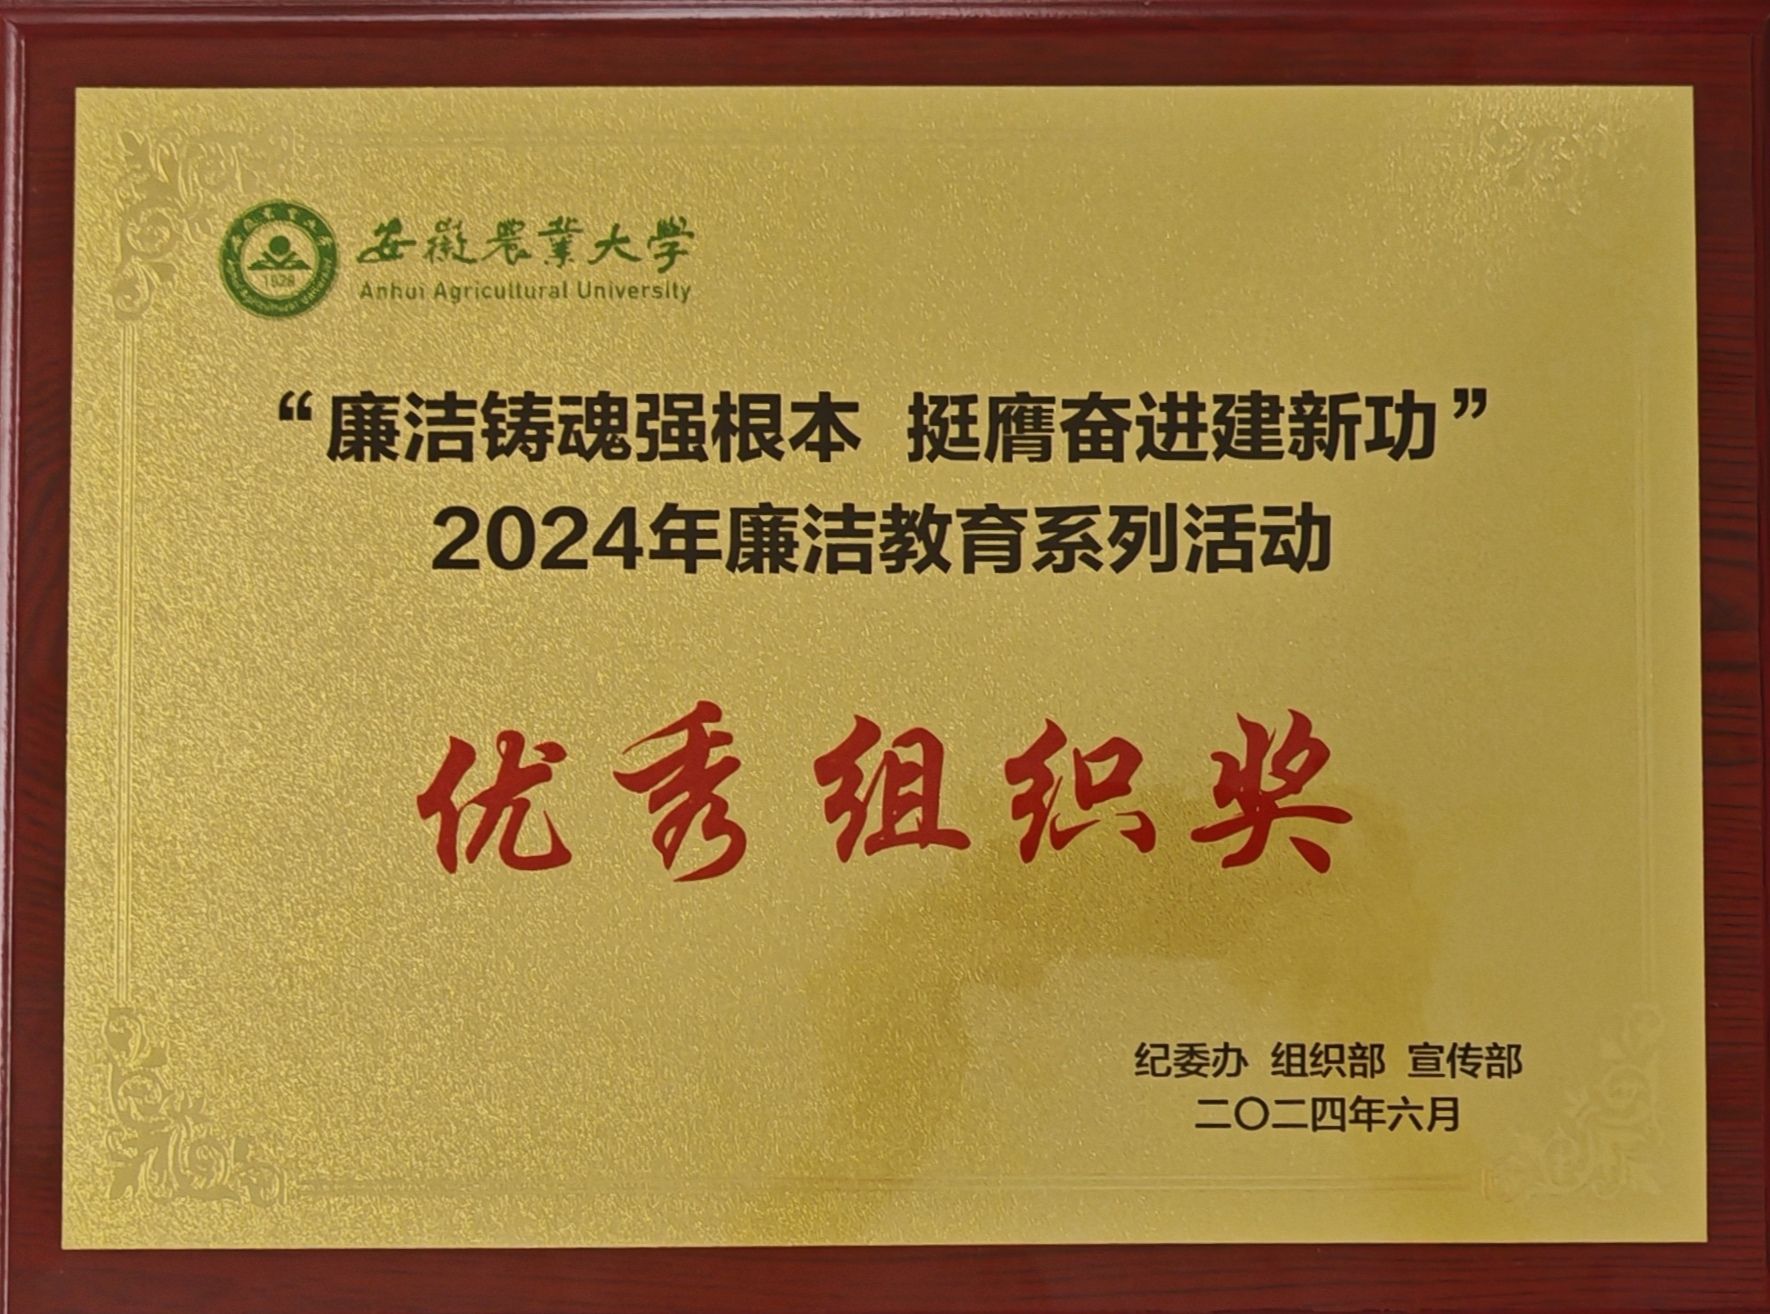 安徽农业大学
Anhui Agricultural University
1928
“廉洁铸魂强根本 挺膺奋进建新功”
2024年廉洁教育系列活动
优秀组织奖
纪委办 组织部 宣传部
二〇二四年六月